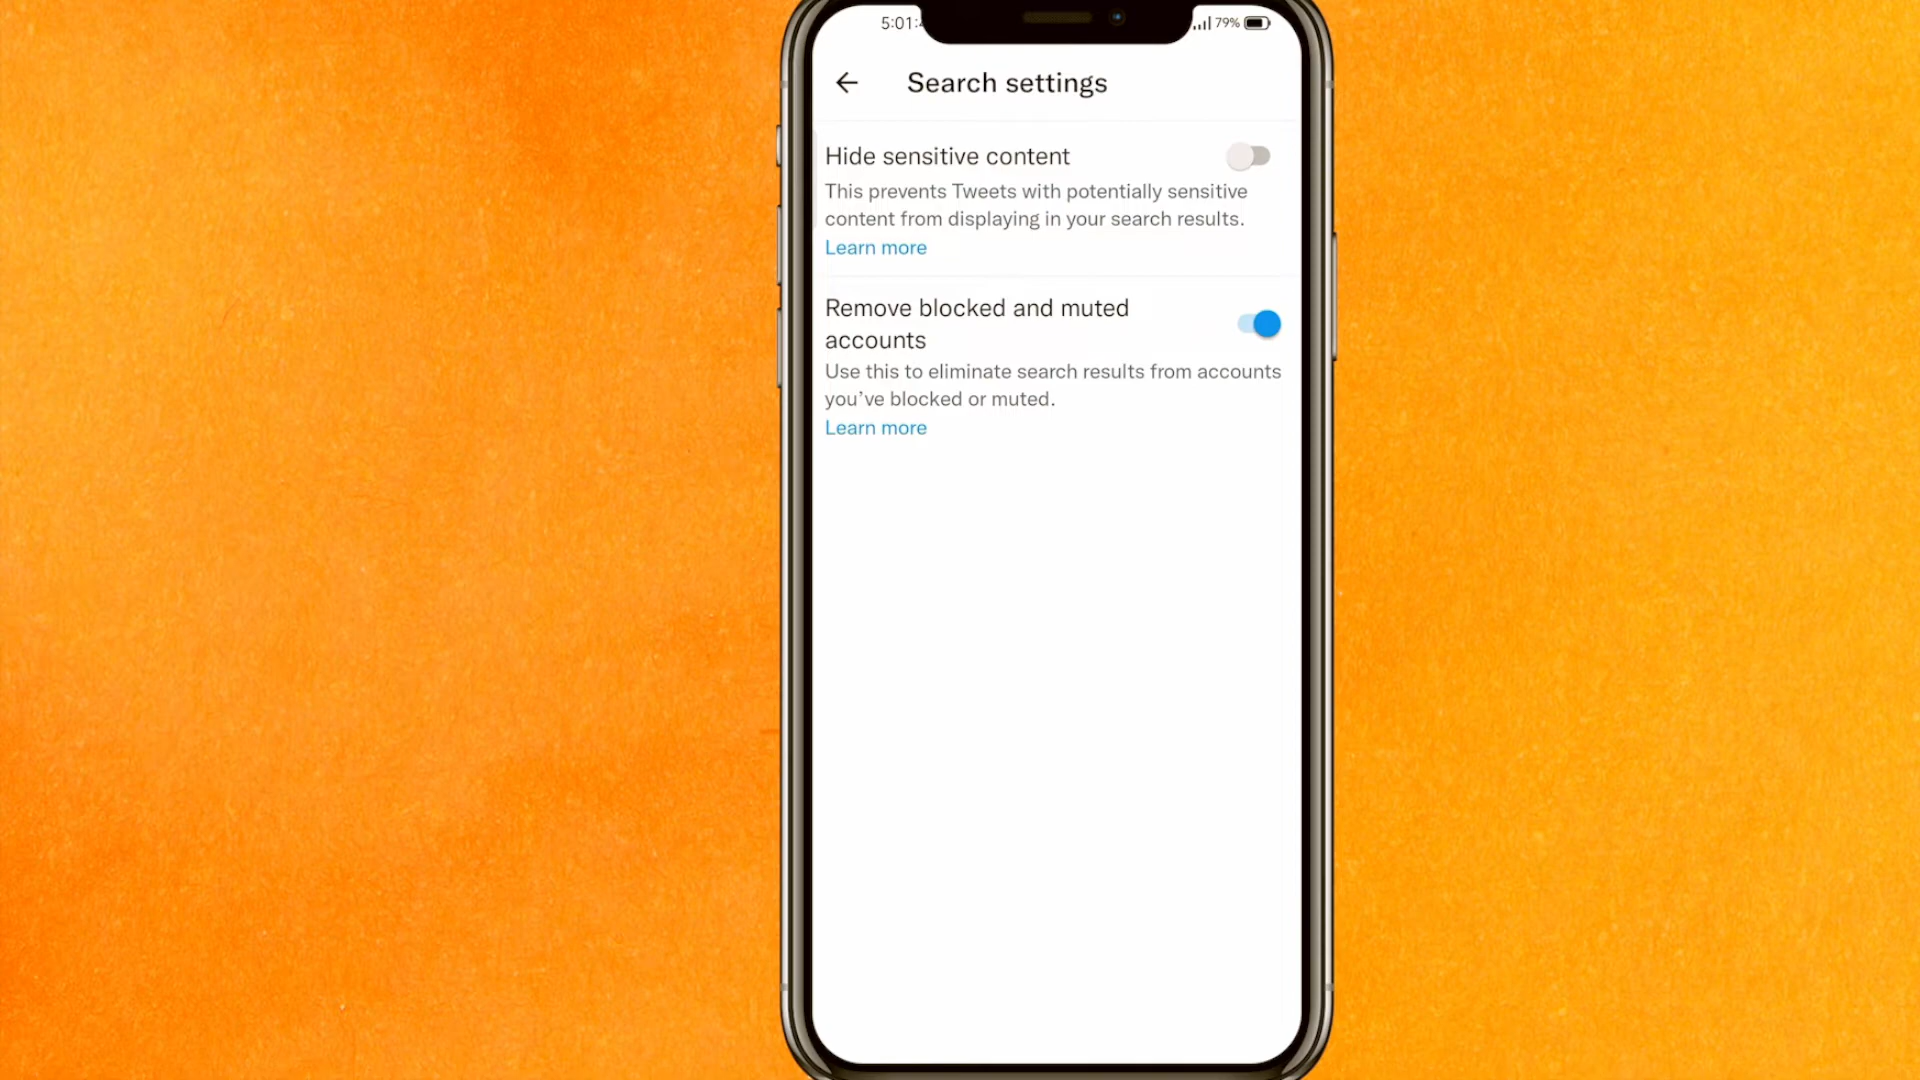 5:01:
79%
Search settings
Hide sensitive content
This prevents Tweets with potentially sensitive
content from displaying in your search results.
Learn more
Remove blocked and muted
accounts
Use this to eliminate search results from accounts
you’ve blocked or muted.
Learn more